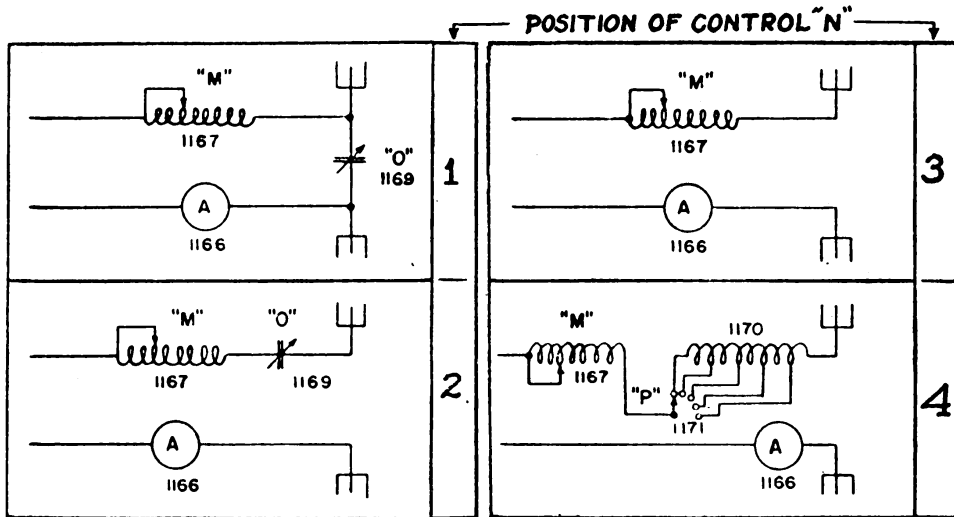 POSITION OF CONTROL "N"
"M"
1167
"O"
1169
A
1166
1
"M"
1167
A
1166
3
"M"
"O"
1167
1169
A
1166
2
"M"
1167
1170
"P"
1171
A
1166
4